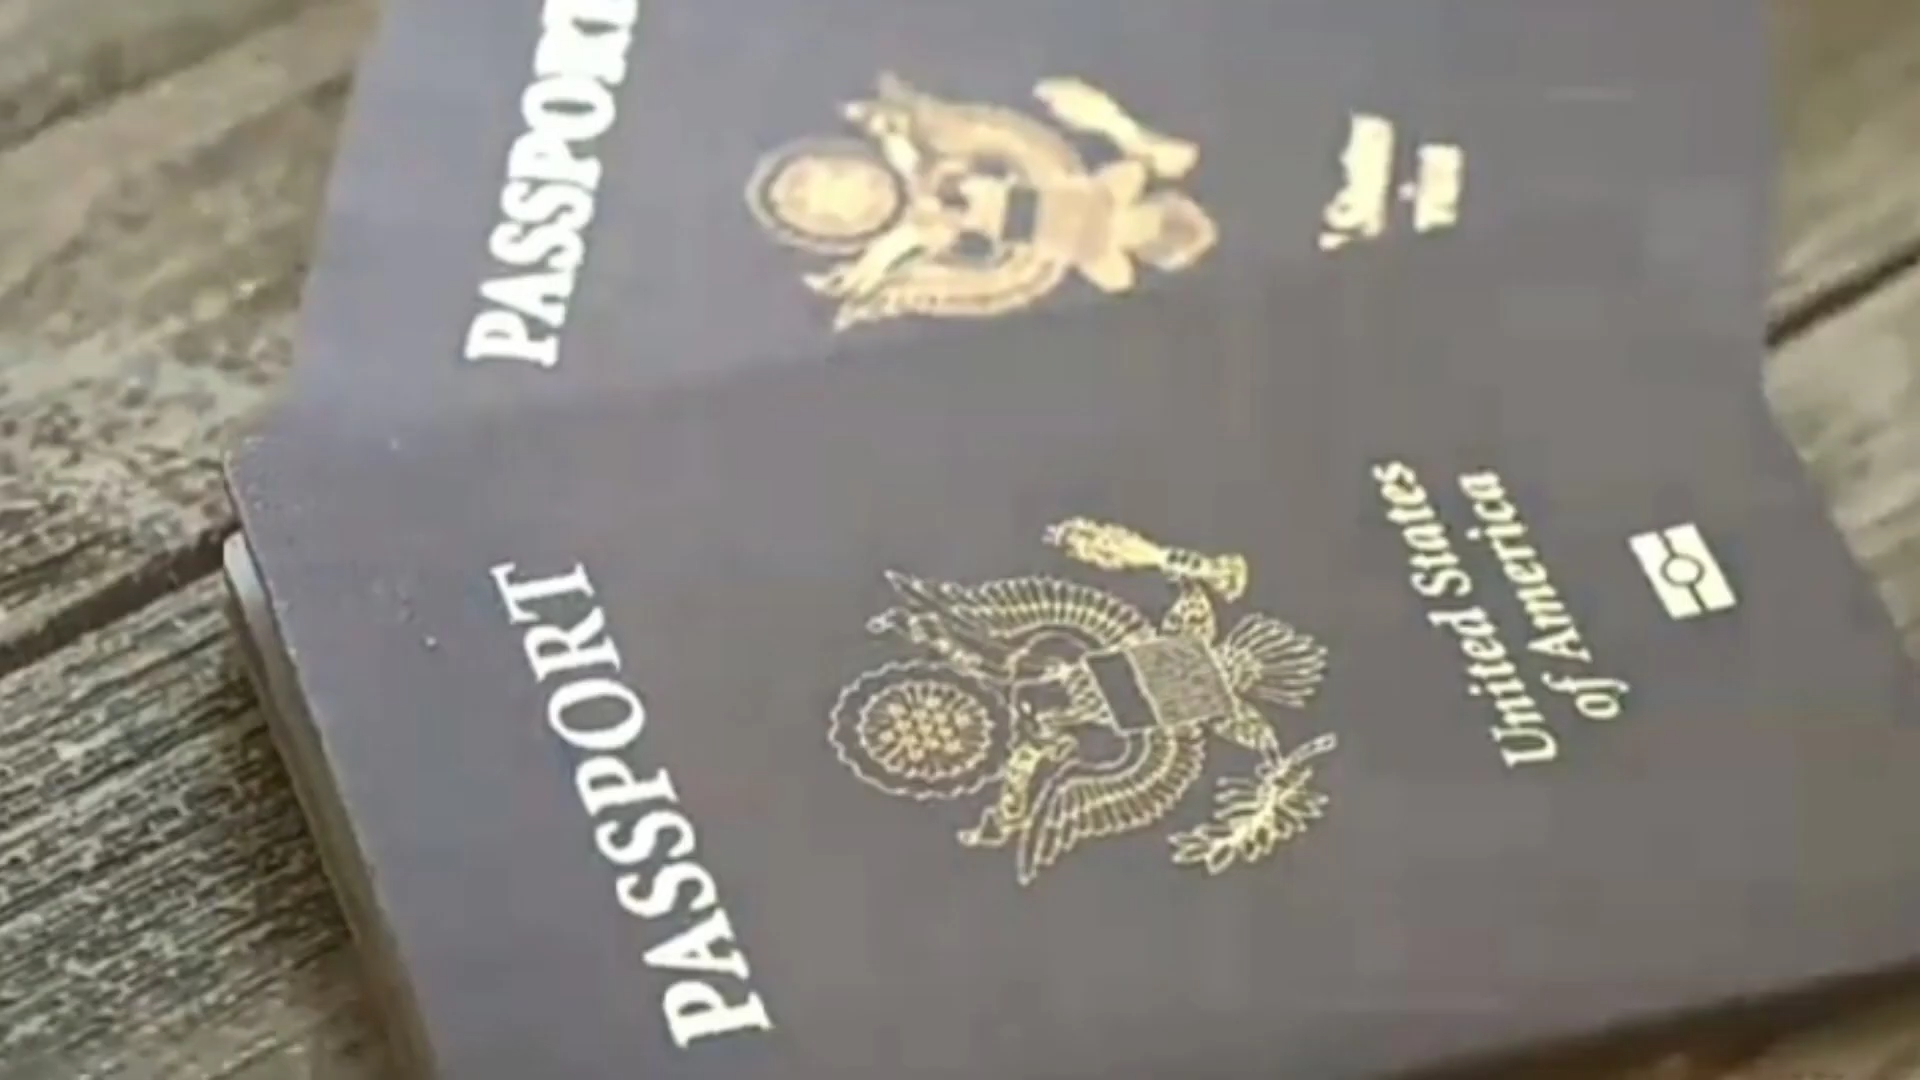 PASSPORT
PASSPORT
United States
of America